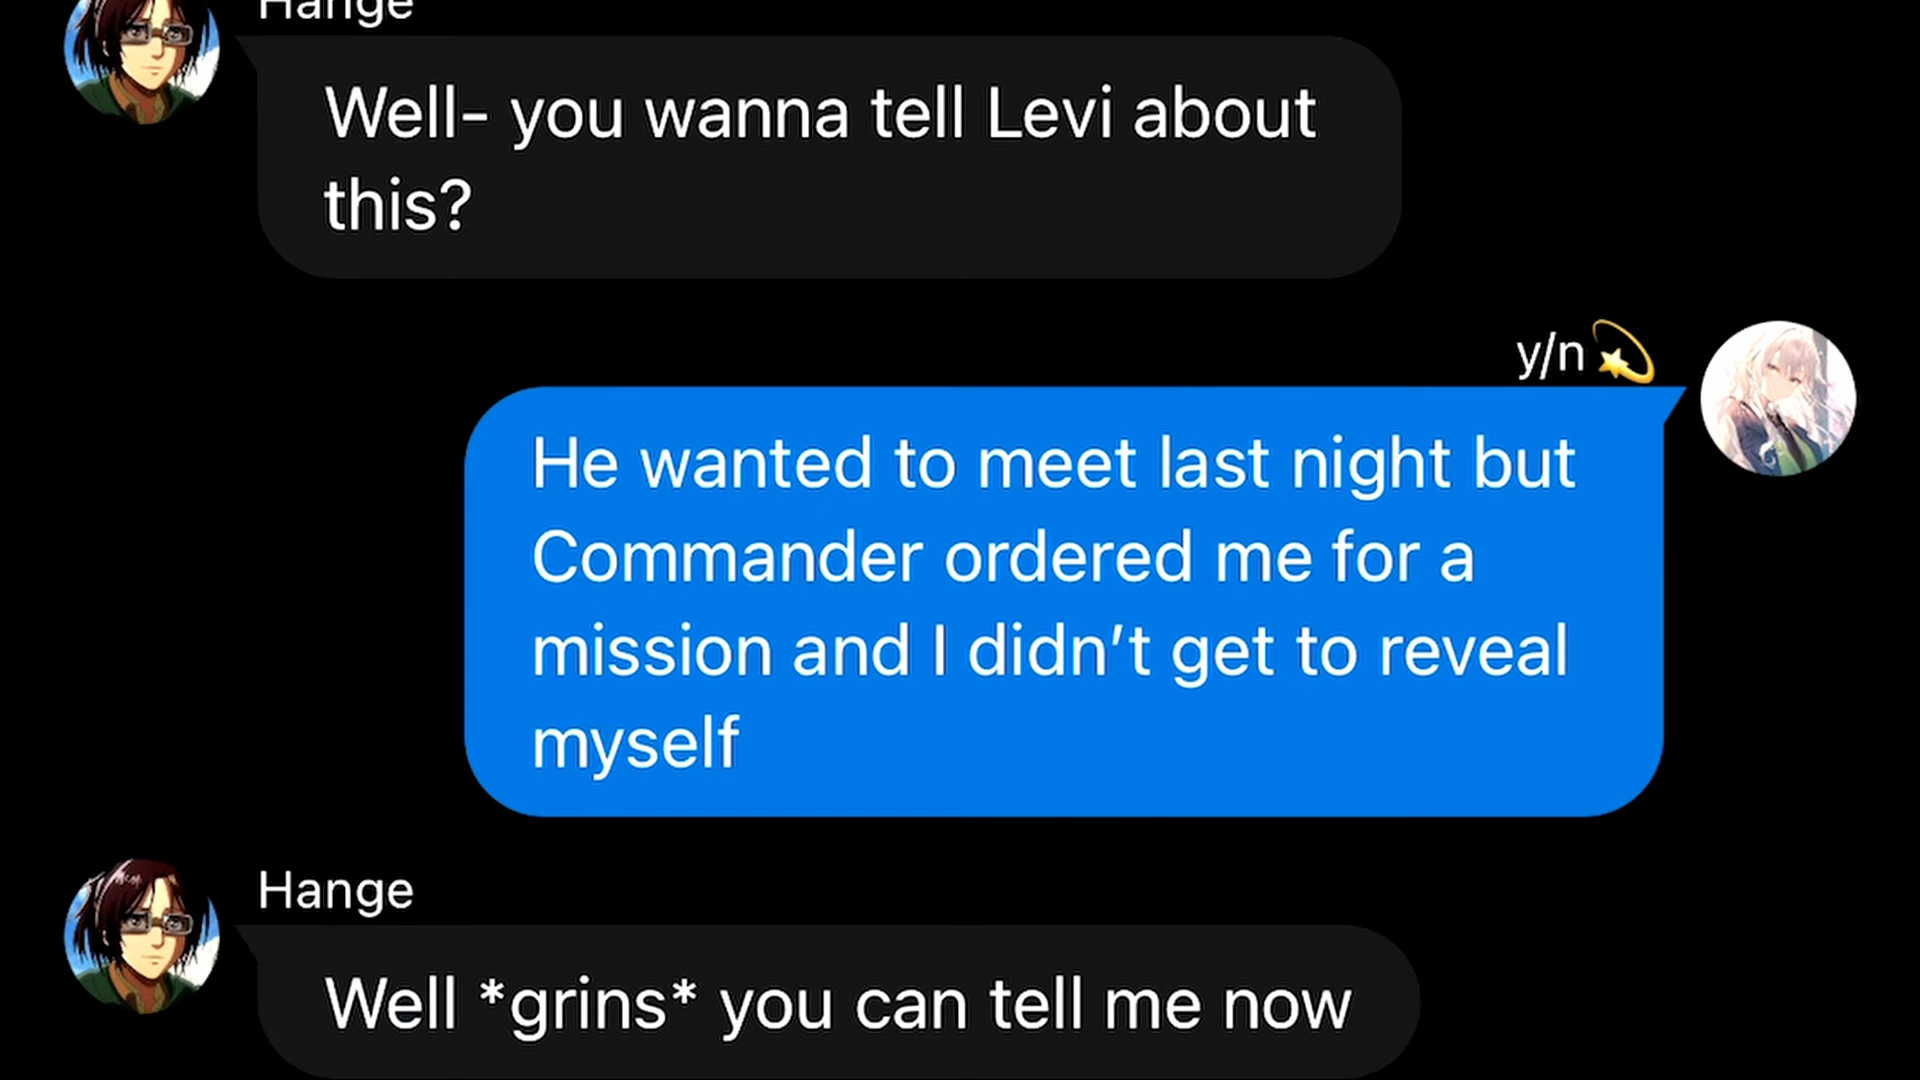 Hange
Well- you wanna tell Levi about
this?
y/n💫
He wanted to meet last night but
Commander ordered me for a
mission and I didn’t get to reveal
myself
Hange
Well *grins* you can tell me now